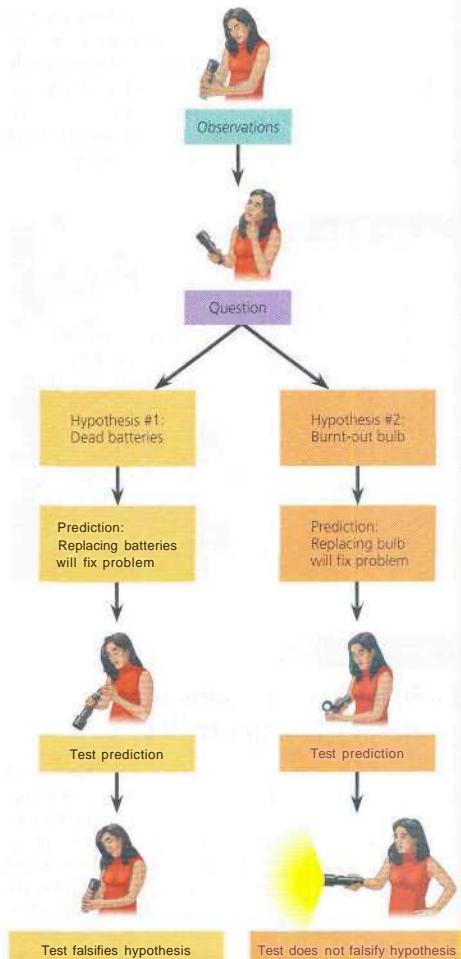 Observations
Question
Hypothesis #1:
Dead batteries
Hypothesis #2:
Burnt-out bulb
Prediction:
Replacing batteries
will fix problem
Prediction:
Replacing bulb
will fix problem
Test prediction
Test prediction
Test falsifies hypothesis
Test does not falsify hypothesis